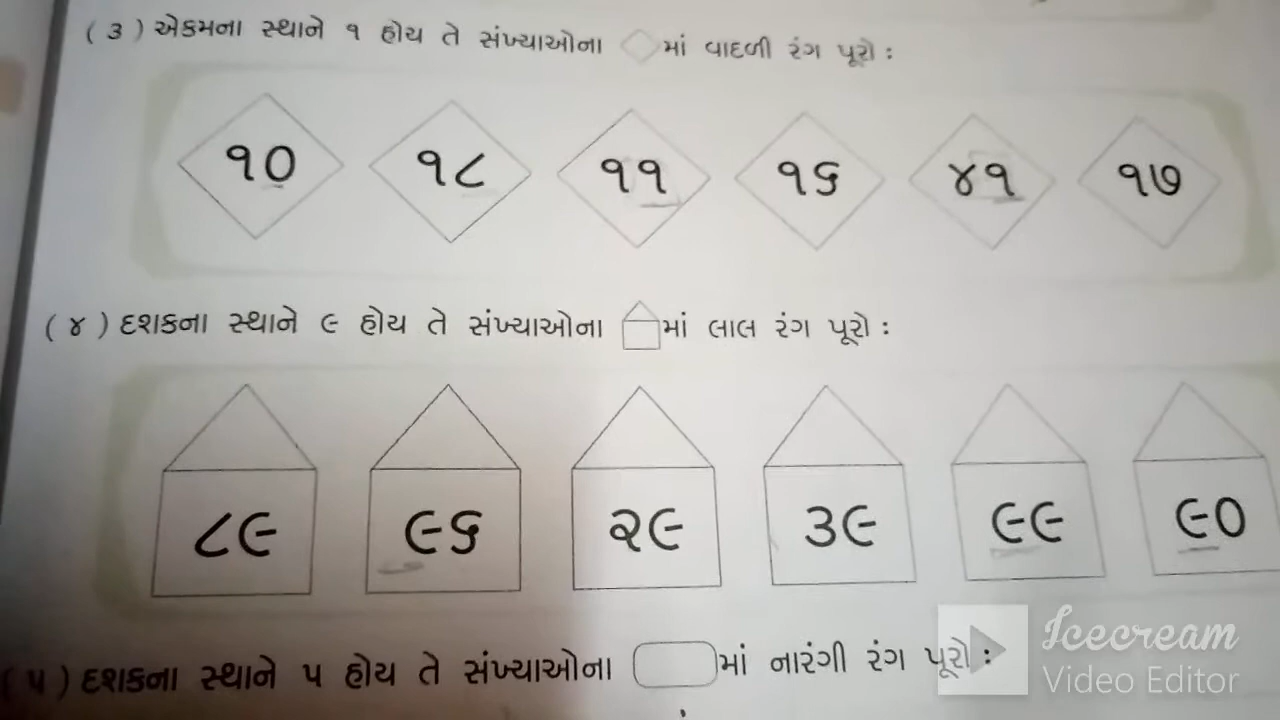 ( ૩ ) એકમના સ્થાને ૧ હોય તે સંખ્યાઓના માં વાદળી રંગ પૂરો :
૧૦ ૧૮ ૧૧ ૧૬ ૪૧ ૧૭
( ૪ ) દશકના સ્થાને ૯ હોય તે સંખ્યાઓના માં લાલ રંગ પૂરો :
૮૯ ૯૬ ૨૯ ૩૯ ૯૯ ૯૦
( ૫ ) દશકના સ્થાને ૫ હોય તે સંખ્યાઓના માં નારંગી રંગ પૂરો :
Icecream
Video Editor